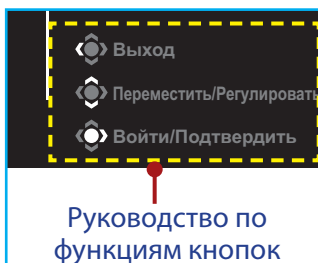 Выход
Переместить/Регулировать
Войти/Подтвердить
Руководство по
функциям кнопок